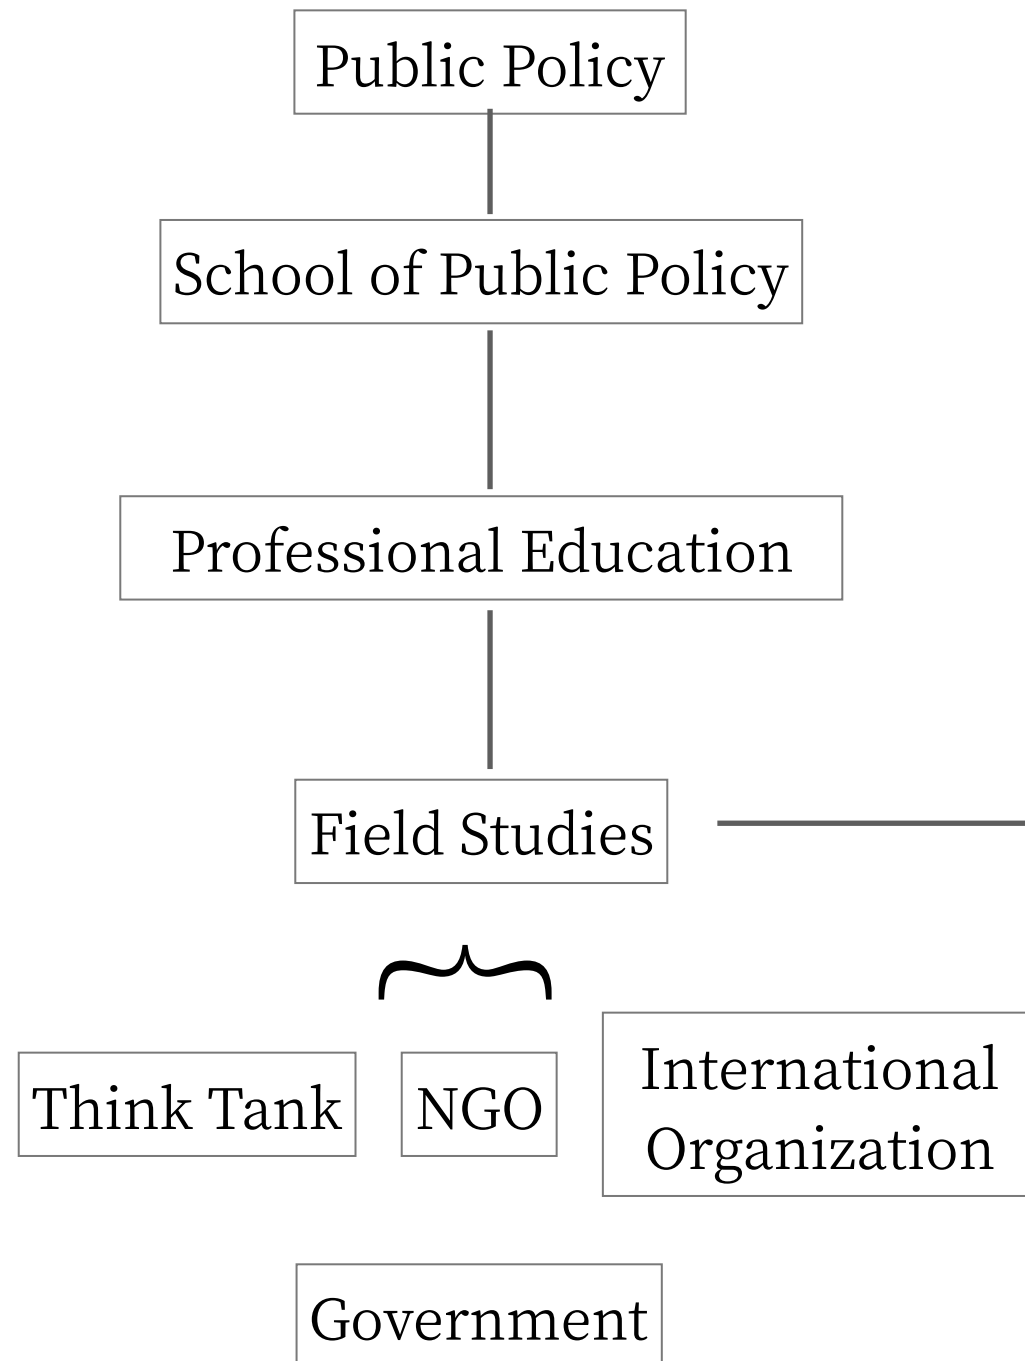 Public Policy
School of Public Policy
Professional Education
Field Studies
Think Tank
NGO
International
Organization
Government